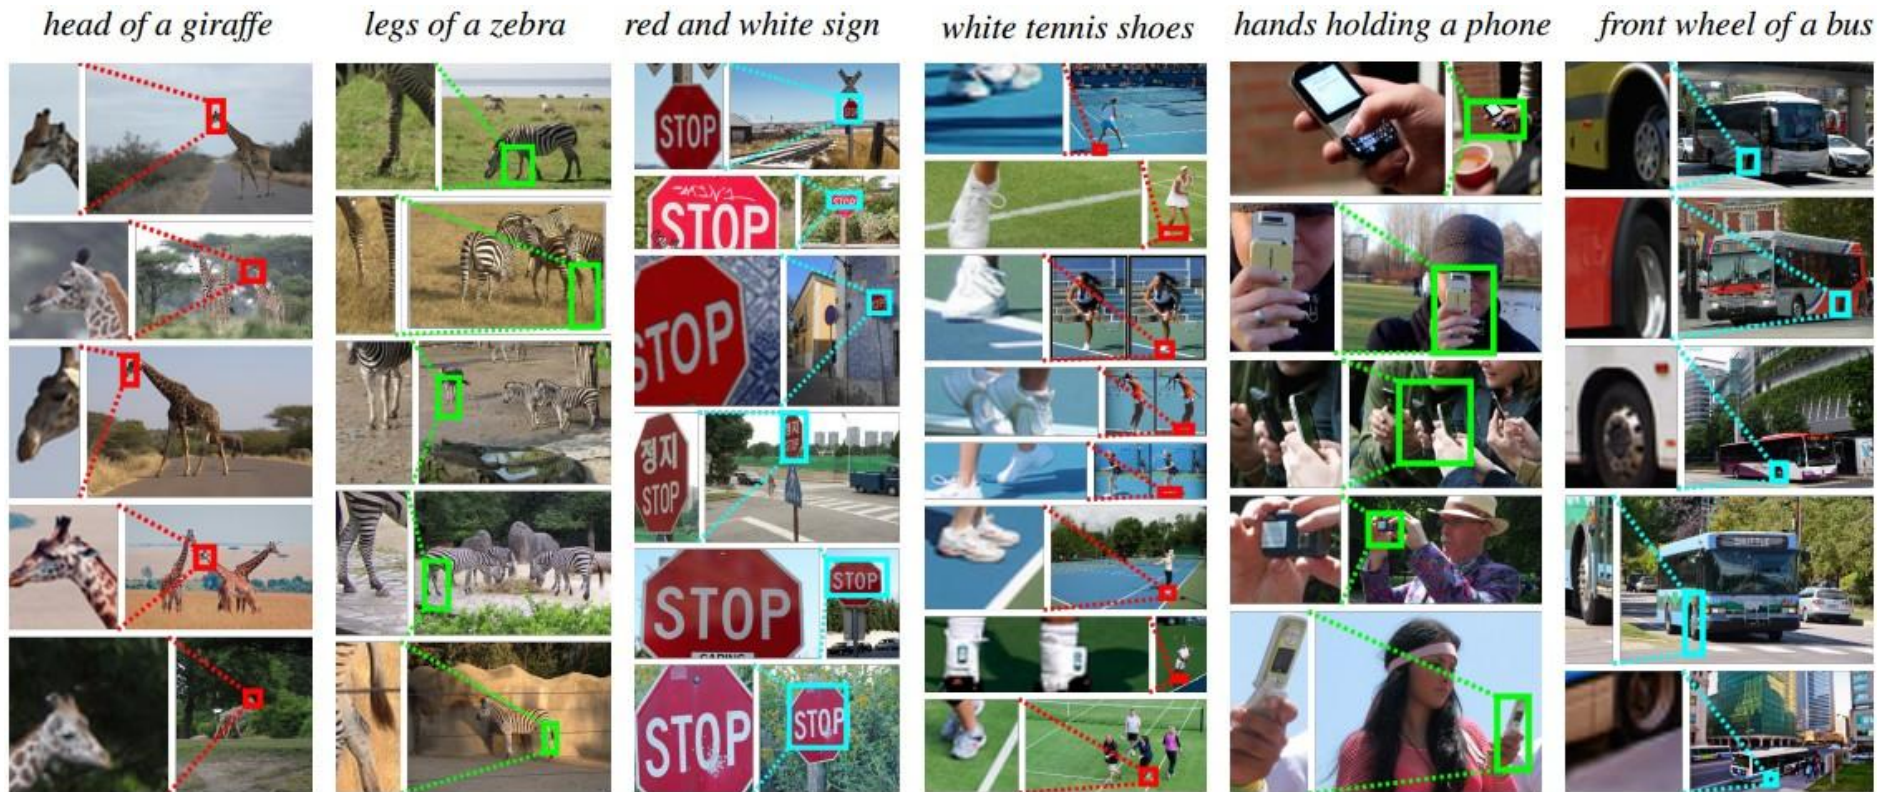 head of a giraffe
legs of a zebra
red and white sign
white tennis shoes
hands holding a phone
front wheel of a bus
STOP
STOP
STOP
STOP
STOP
정지
STOP
STOP
STOP
STOP
STOP